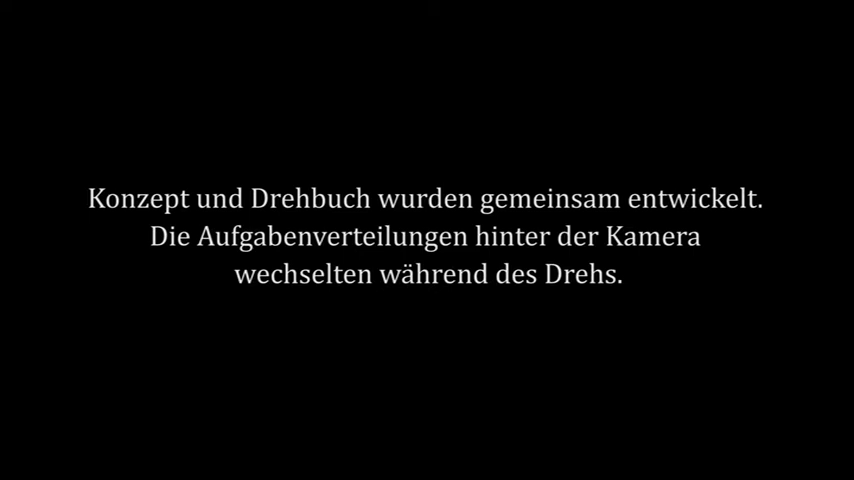 Konzept und Drehbuch wurden gemeinsam entwickelt.
Die Aufgabenverteilungen hinter der Kamera
wechselten während des Drehs.